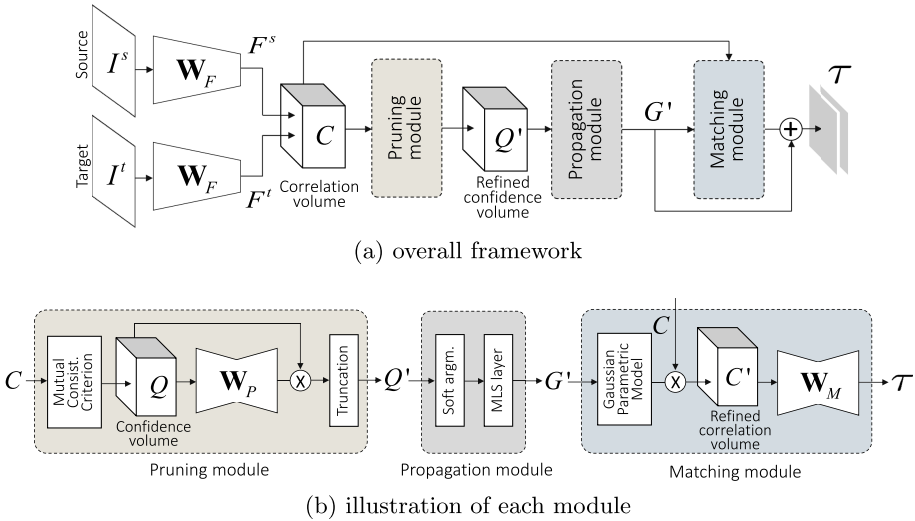 Source
I^s
W_F
F^s
Target
I^t
W_F
F^t
C
Correlation
volume
Pruning
module
Q'
Refined
confidence
volume
Propagation
module
G'
Matching
module
+
τ
(a) overall framework
C
Mutual
Consist.
Criterion
Q
Confidence
volume
W_P
X
Truncation
Pruning module
Q'
Soft argm.
MLS layer
Propagation module
G'
Gaussian
Parametric
Model
C
X
C'
Refined
correlation
volume
W_M
Matching module
τ
(b) illustration of each module